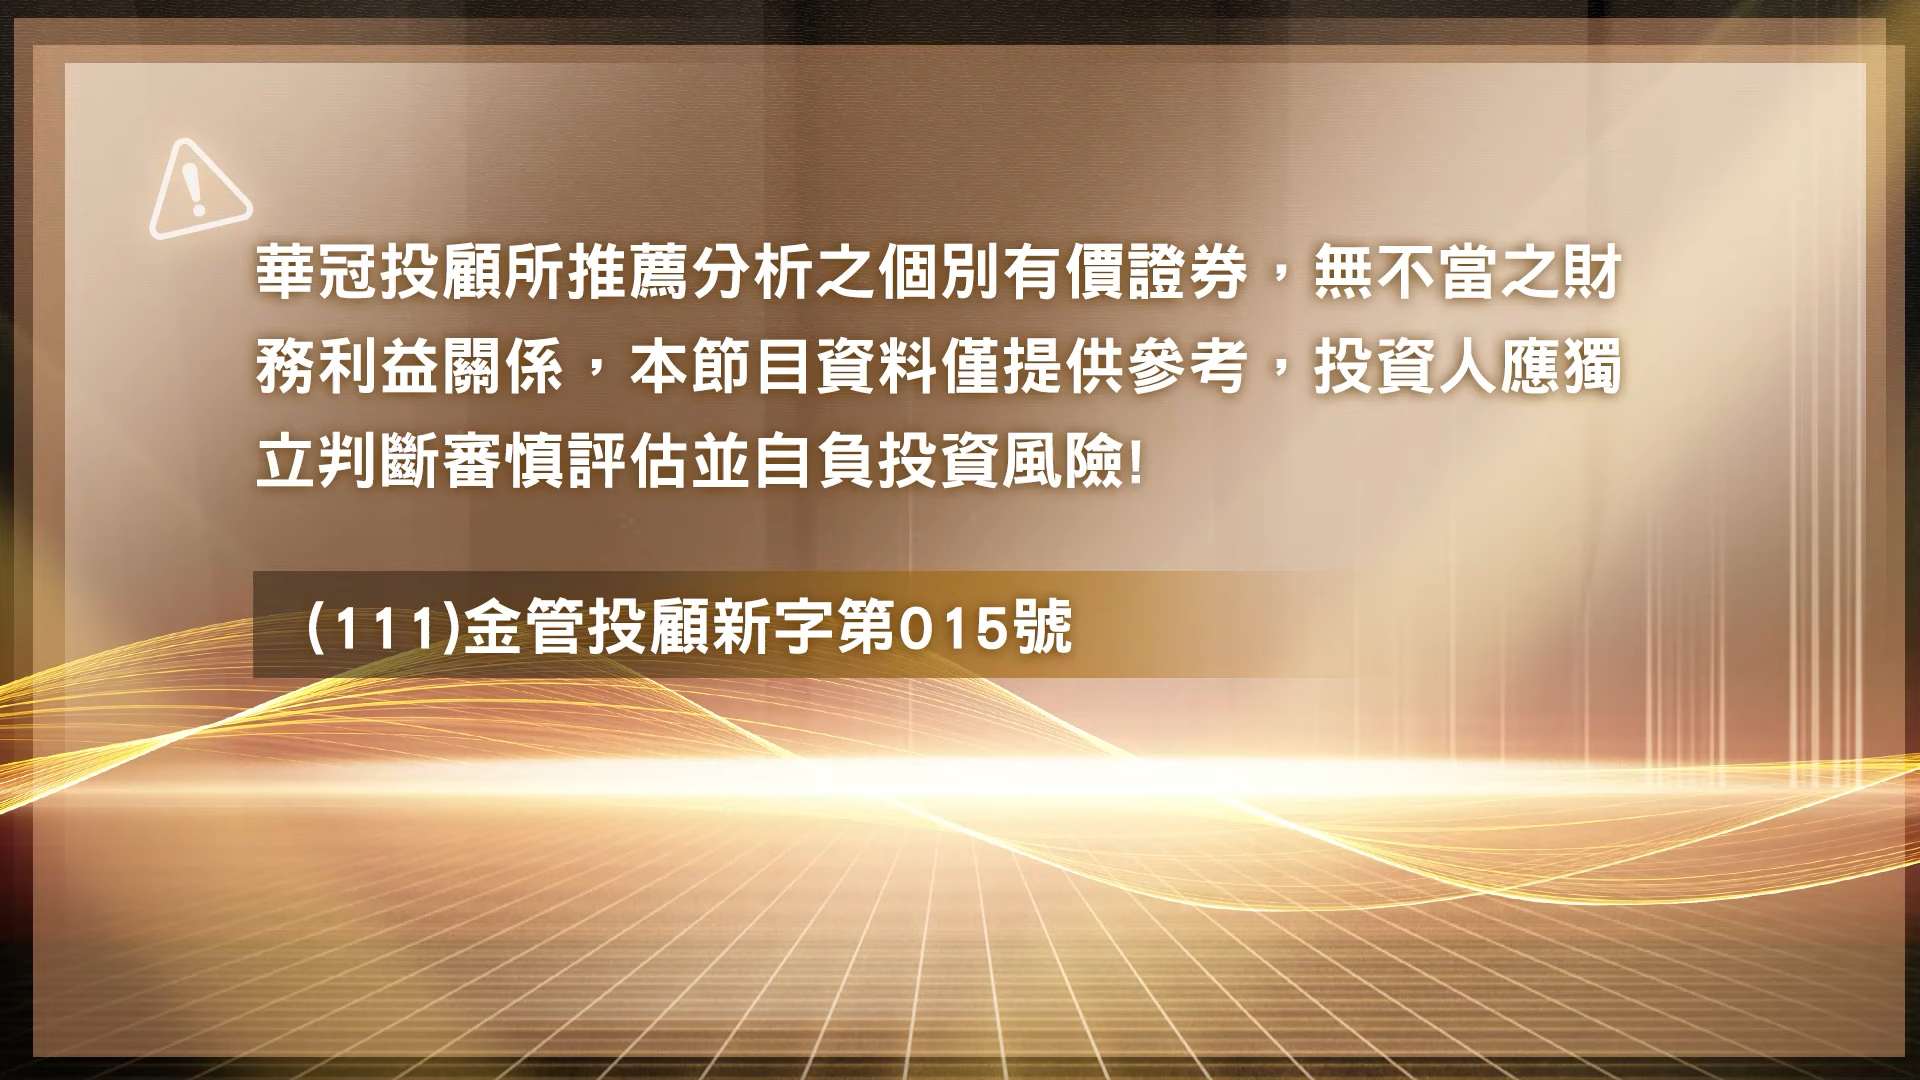 華冠投顧所推薦分析之個別有價證券，無不當之財
務利益關係，本節目資料僅提供參考，投資人應獨
立判斷審慎評估並自負投資風險!
(111)金管投顧新字第015號